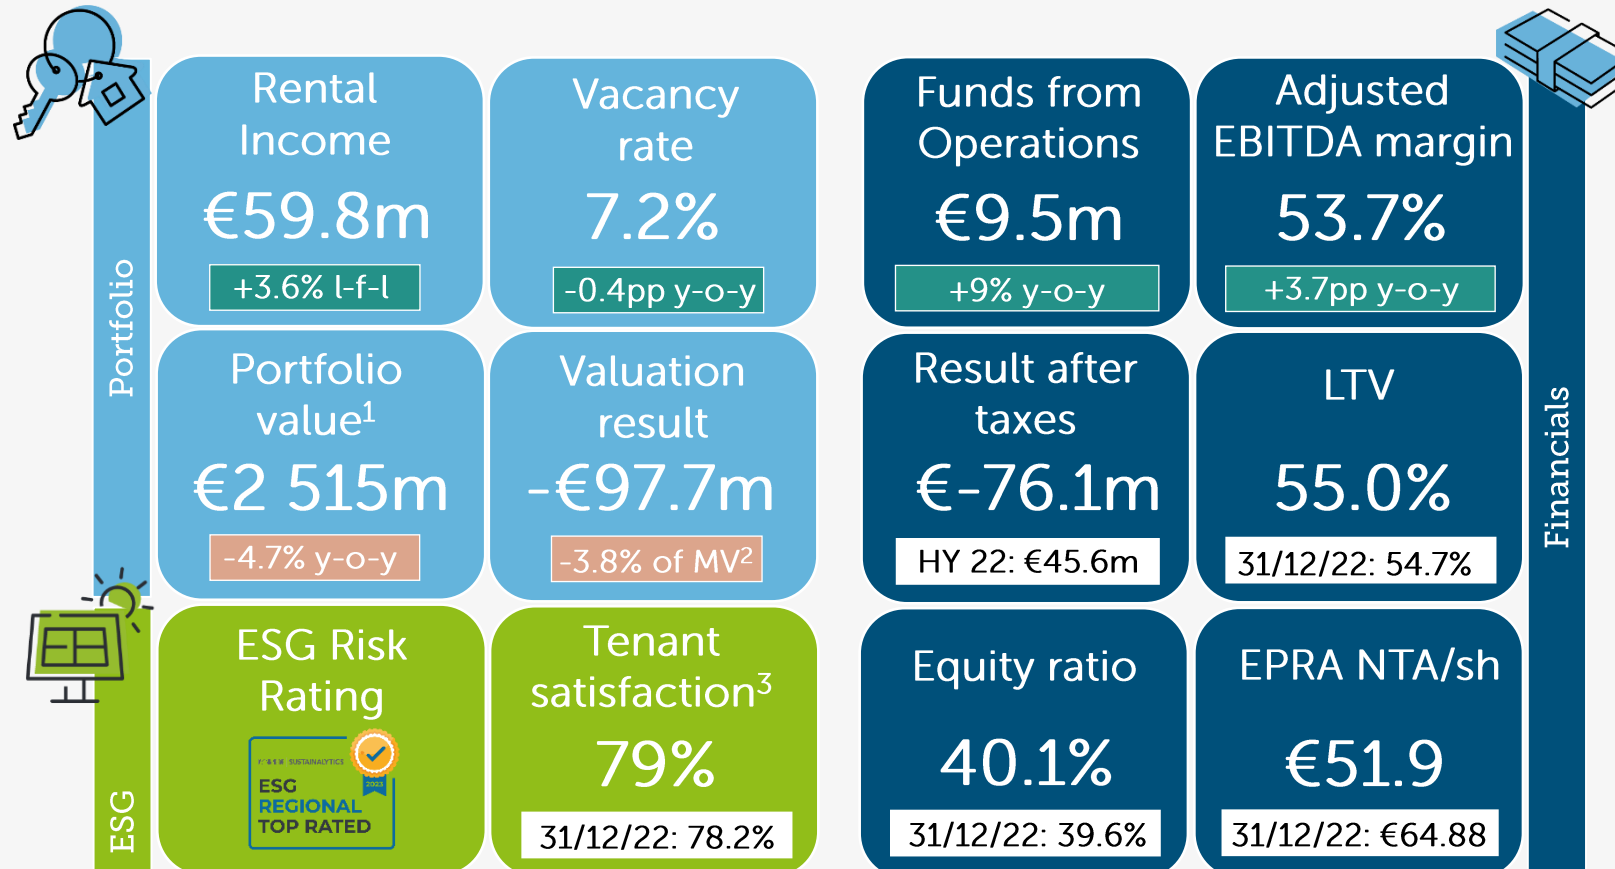 Portfolio
Rental
Income
€59.8m
+3.6% l-f-l
Vacancy
rate
7.2%
-0.4pp y-o-y
Portfolio
value¹
€2 515m
-4.7% y-o-y
Valuation
result
-€97.7m
-3.8% of MV²
ESG
ESG Risk
Rating
SUSTAINALYTICS
2023
ESG
REGIONAL
TOP RATED
Tenant
satisfaction³
79%
31/12/22: 78.2%
Funds from
Operations
€9.5m
+9% y-o-y
Adjusted
EBITDA margin
53.7%
+3.7pp y-o-y
Result after
taxes
€-76.1m
HY 22: €45.6m
LTV
55.0%
31/12/22: 54.7%
Equity ratio
40.1%
31/12/22: 39.6%
EPRA NTA/sh
€51.9
31/12/22: €64.88
Financials